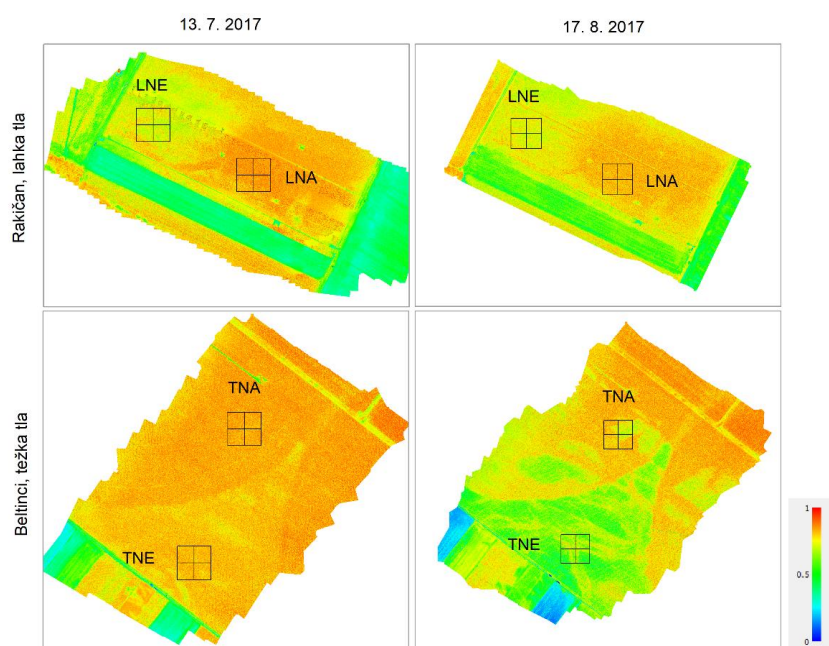 13. 7. 2017
17. 8. 2017
Rakičan, lahka tla
LNE
LNA
LNE
LNA
Beltinci, težka tla
TNA
TNE
TNA
TNE
1
0.5
0